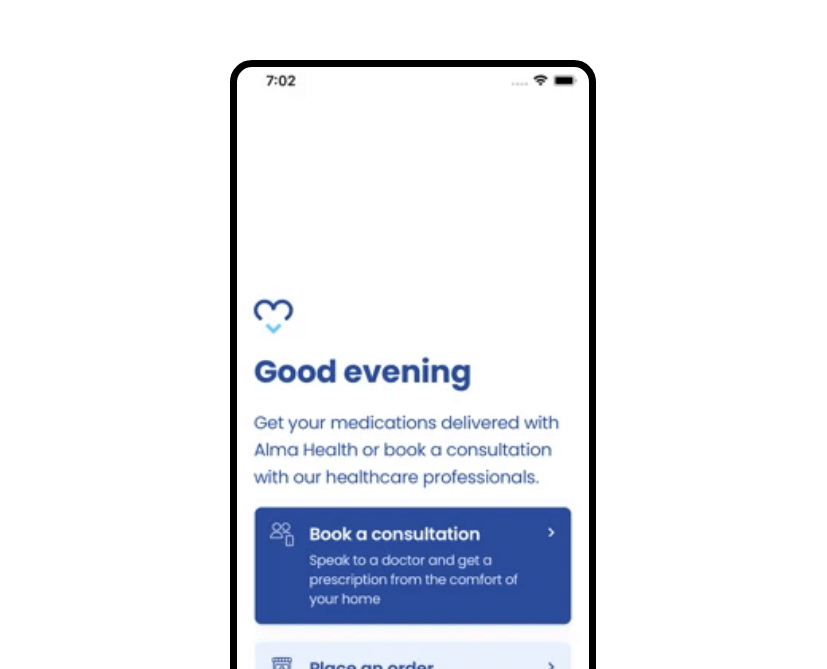 7:02
Good evening
Get your medications delivered with
Alma Health or book a consultation
with our healthcare professionals.
Book a consultation
Speak to a doctor and get a
prescription from the comfort of
your home
Place an order